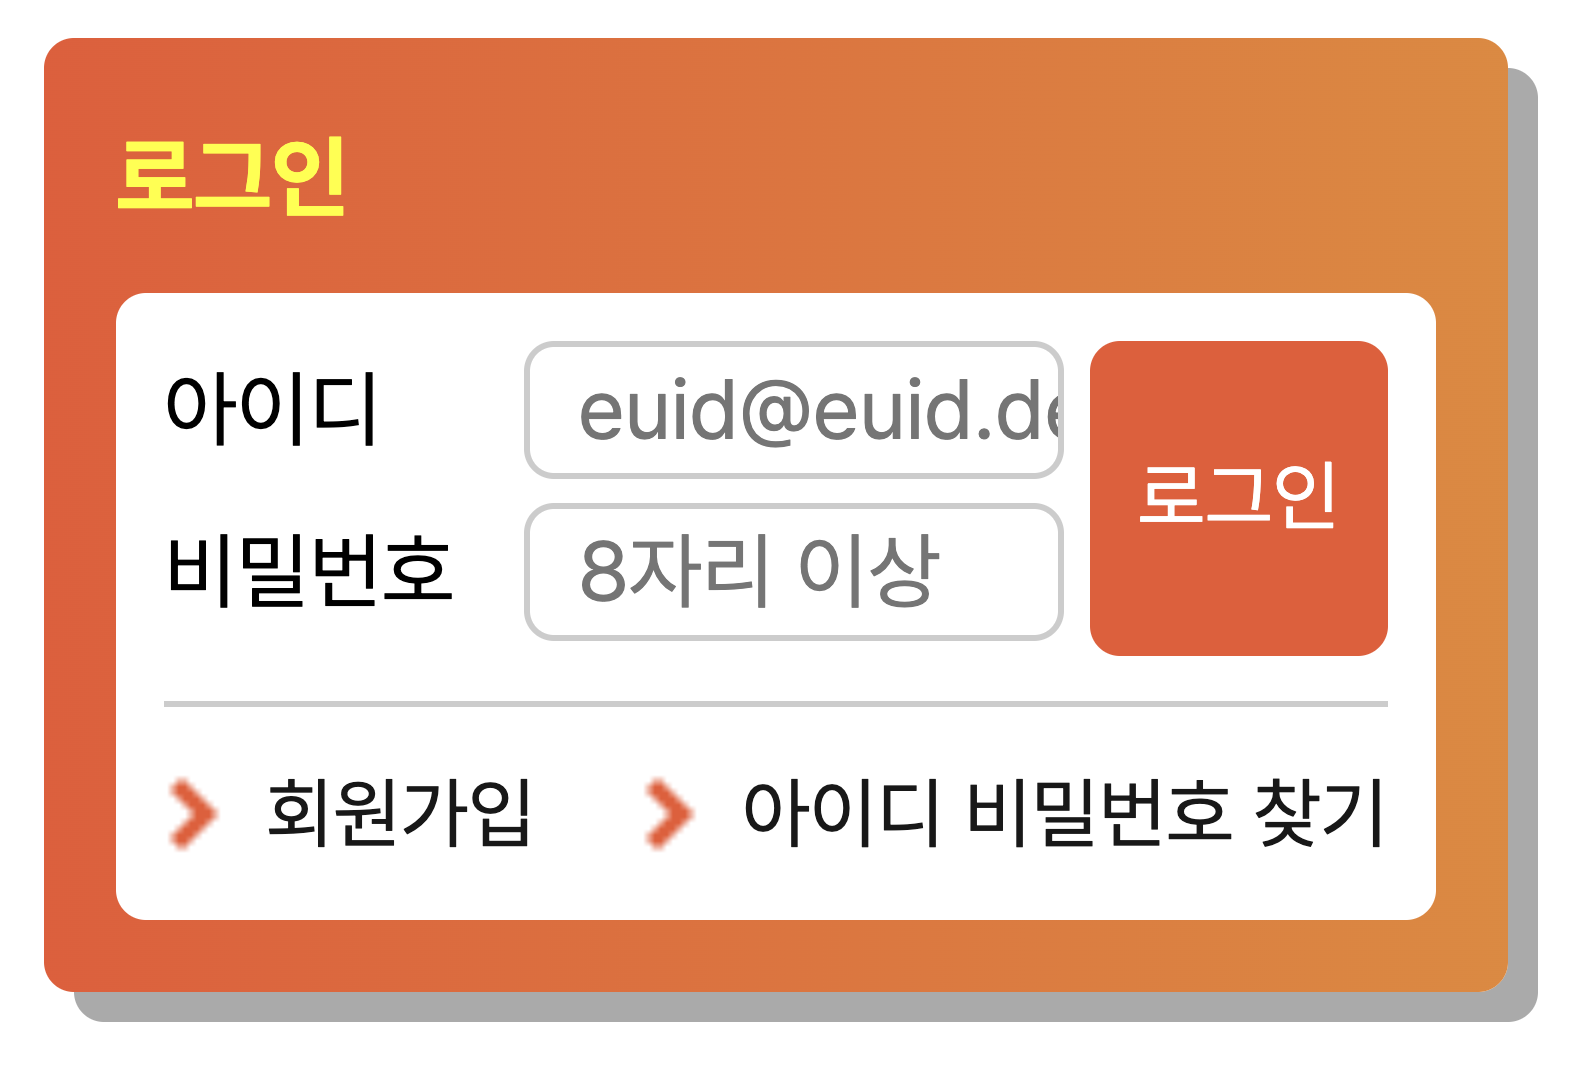 로그인
아이디 euid@euid.de
로그인
비밀번호 8자리 이상
회원가입 아이디 비밀번호 찾기